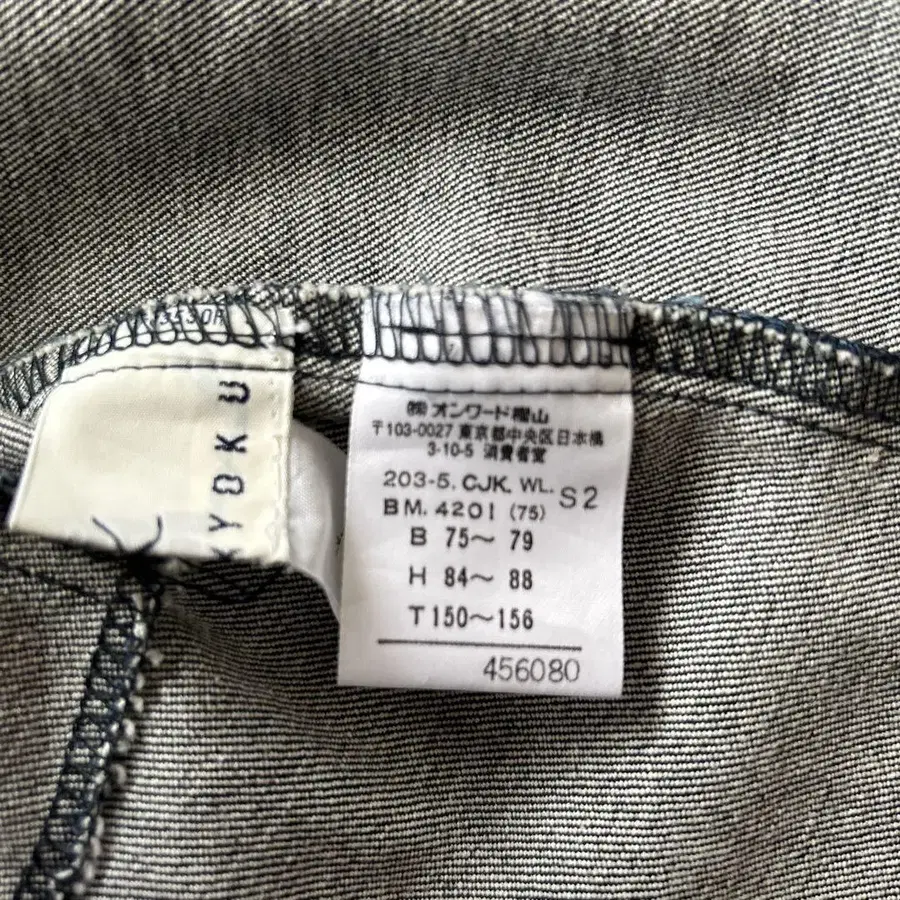 KYOKU
㈱オンワード樫山
〒103-0027 東京都中央区日本橋
3-10-5 消費者室
203-5. CJK. WL. S2
BM. 4201 (75)
B 75～ 79
H 84～ 88
T 150～156
456080